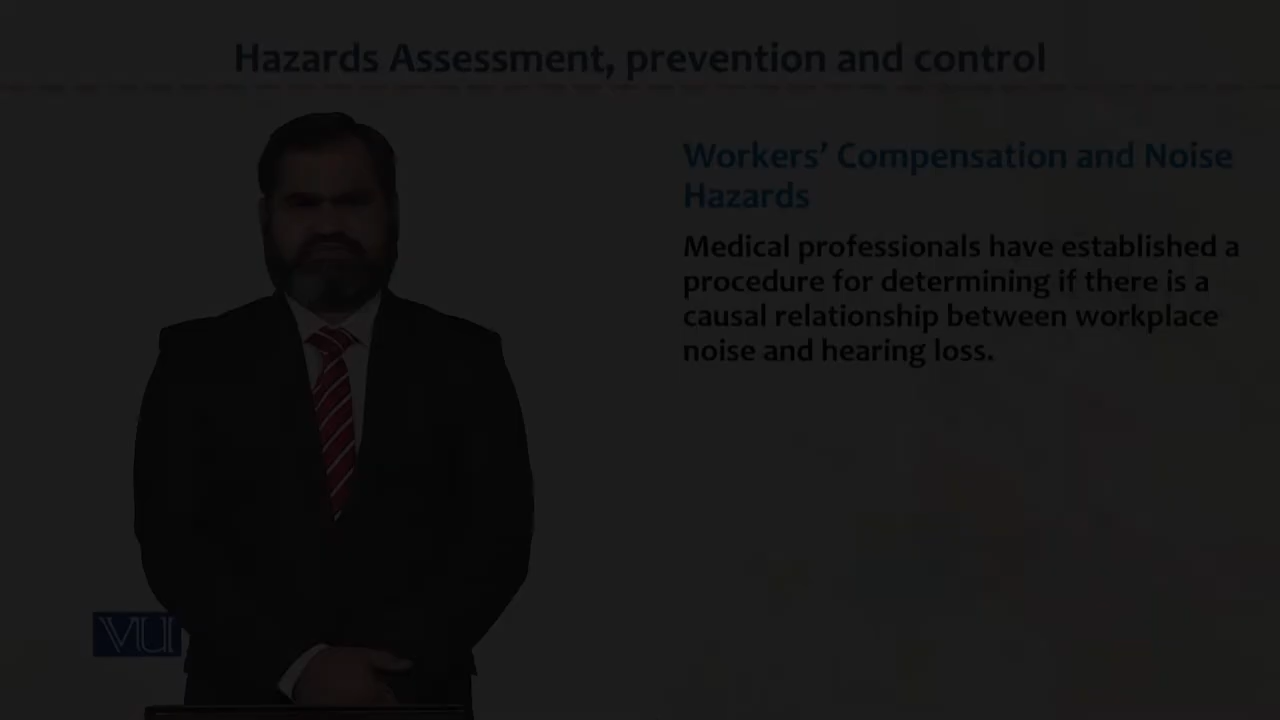 Hazards Assessment, prevention and control
Workers’ Compensation and Noise
Hazards
Medical professionals have established a
procedure for determining if there is a
causal relationship between workplace
noise and hearing loss.
VU